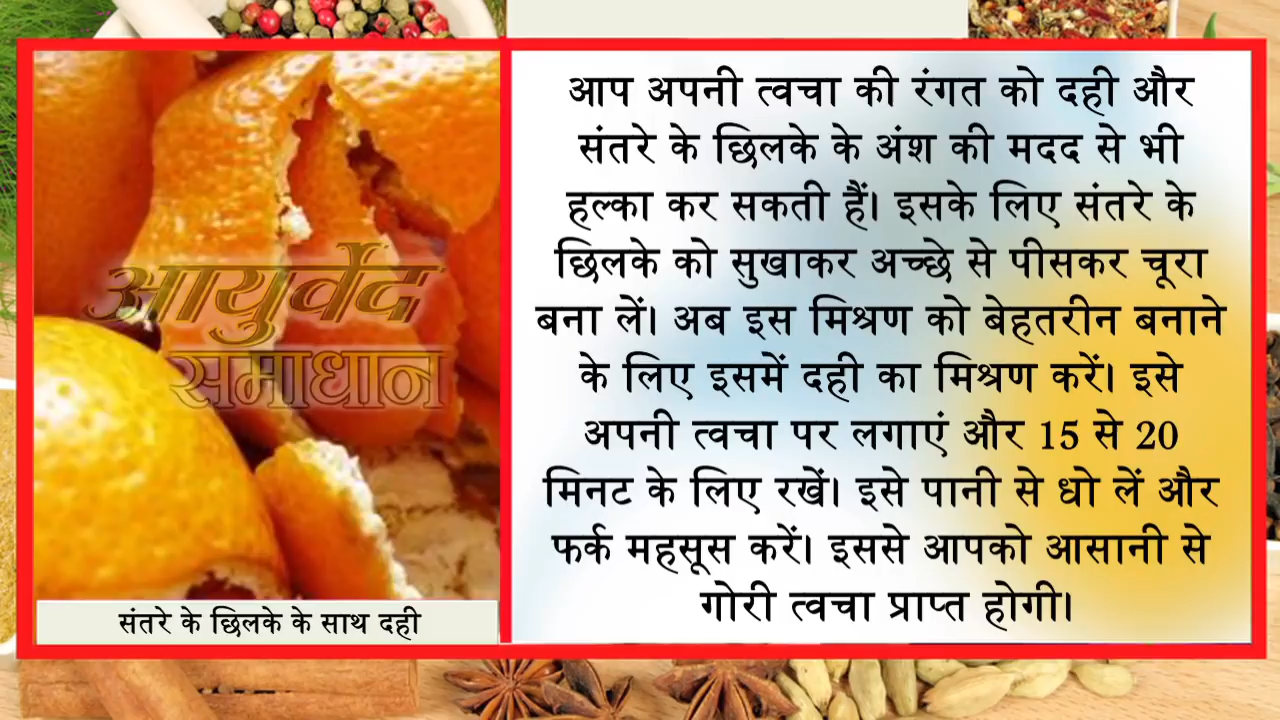 आप अपनी त्वचा की रंगत को दही और
संतरे के छिलके के अंश की मदद से भी
हल्का कर सकती हैं। इसके लिए संतरे के
छिलके को सुखाकर अच्छे से पीसकर चूरा
बना लें। अब इस मिश्रण को बेहतरीन बनाने
के लिए इसमें दही का मिश्रण करें। इसे
अपनी त्वचा पर लगाएं और 15 से 20
मिनट के लिए रखें। इसे पानी से धो लें और
फर्क महसूस करें। इससे आपको आसानी से
गोरी त्वचा प्राप्त होगी।
आयुर्वेद
समाधान
संतरे के छिलके के साथ दही